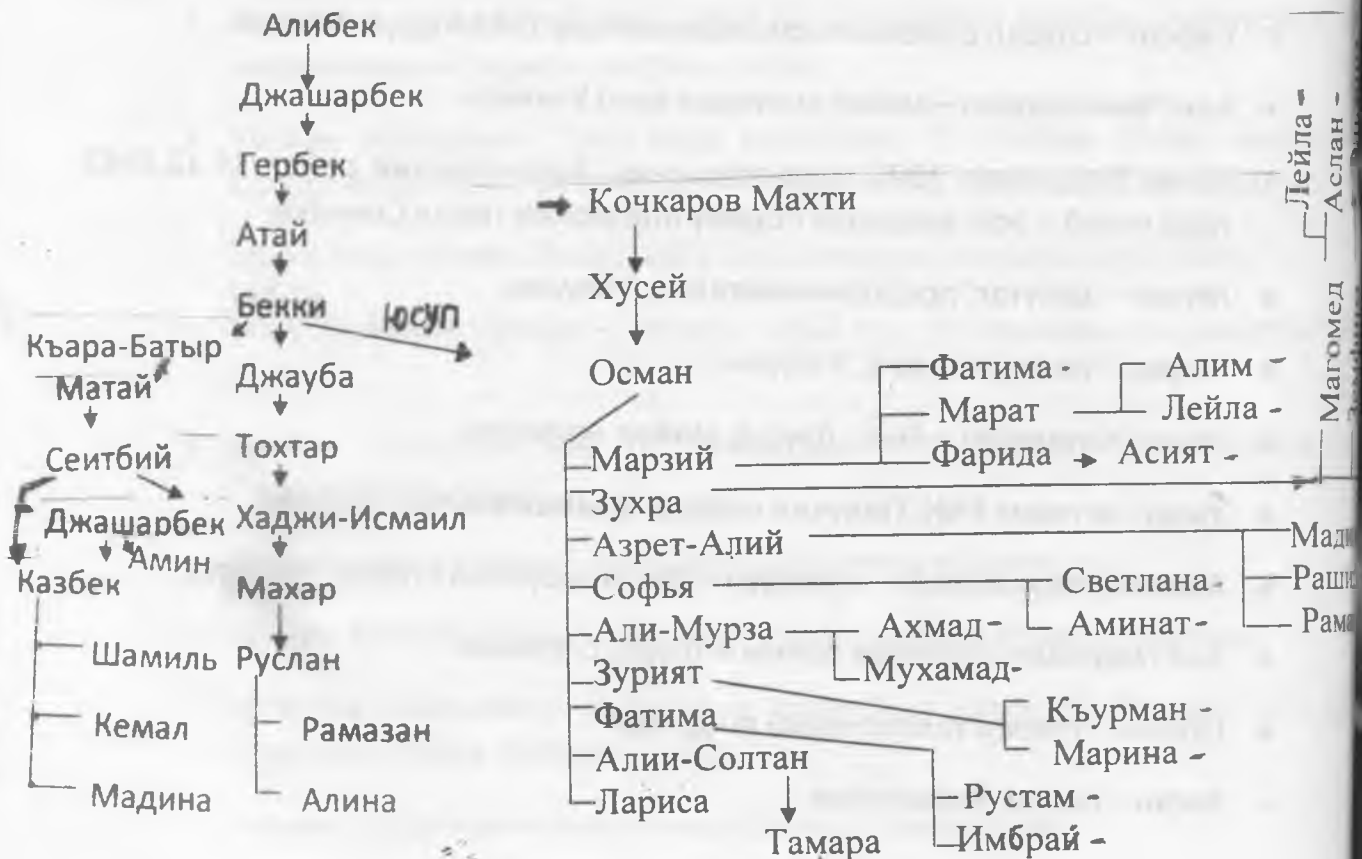 Алибек
Джашарбек
Гербек
Атай
Бекки
Юсуп
Къара-Батыр
Матай
Джауба
Сеитбий
Тохтар
Джашарбек
Амин
Хаджи-Исмаил
Казбек
Махар
Шамиль
Руслан
Кемал
Рамазан
Мадина
Алина
Кочкаров Махти
Хусей
Осман
Марзий
Фатима -
Марат
Алим
Лейла -
Фарида
Асият -
Зухра
Магомед
Лейла -
Аслан -
Азрет-Алий
Софья
Светлана-
Аминат-
Али-Мурза
Ахмад-
Мухамад-
Зурият
Къурман -
Марина -
Фатима
Рустам -
Имбрай -
Алии-Солтан
Тамара
Лариса